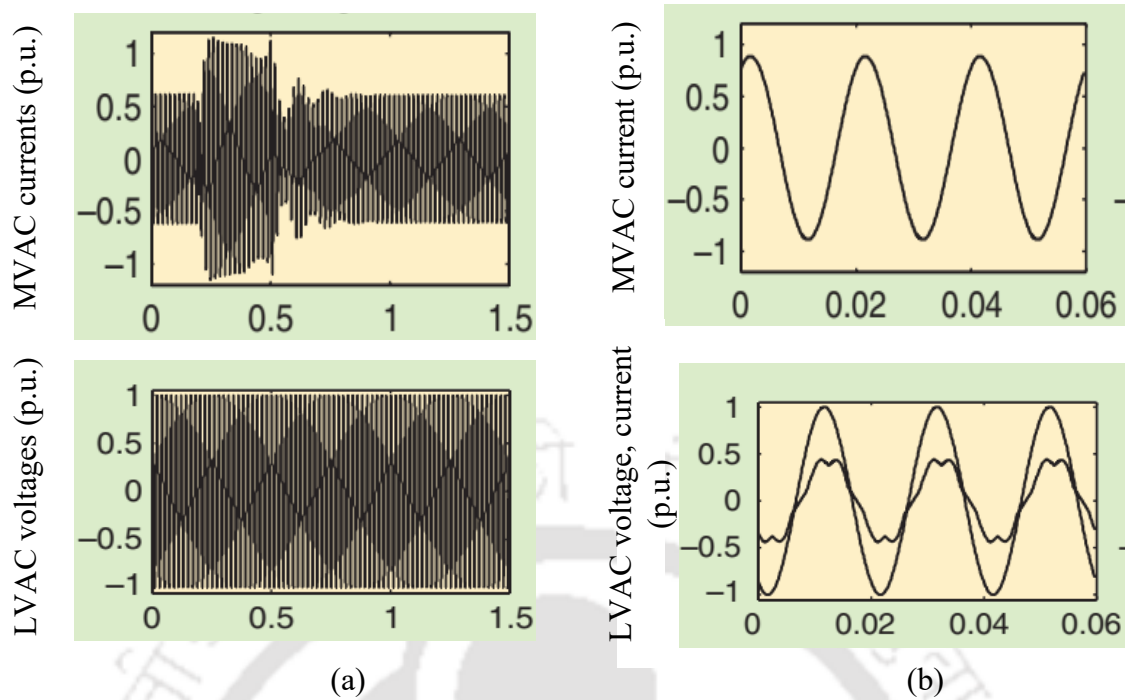 MVAC currents (p.u.)
1
0.5
0
–0.5
–1
0 0.5 1 1.5
MVAC current (p.u.)
1
0.5
0
–0.5
–1
0 0.02 0.04 0.06
LVAC voltages (p.u.)
1
0.5
0
–0.5
–1
0 0.5 1 1.5
LVAC voltage, current
(p.u.)
1
0.5
0
–0.5
–1
0 0.02 0.04 0.06
(a)
(b)